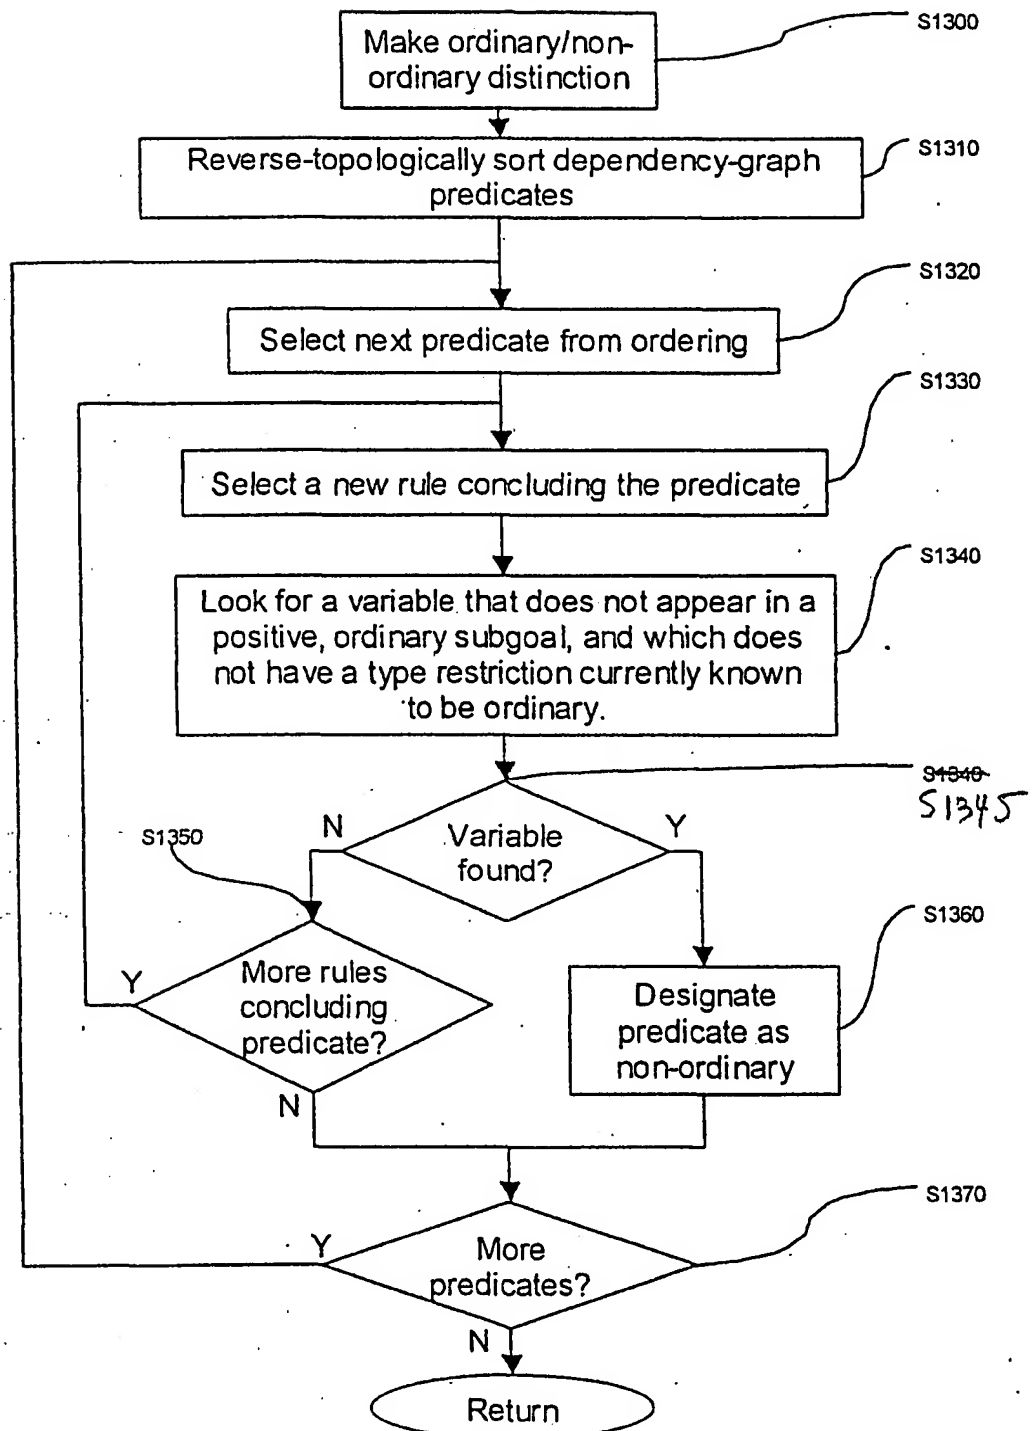 S1300
Make ordinary/non-
ordinary distinction
S1310
Reverse-topologically sort dependency-graph
predicates
S1320
Select next predicate from ordering
S1330
Select a new rule concluding the predicate
S1340
Look for a variable that does not appear in a
positive, ordinary subgoal, and which does
not have a type restriction currently known
to be ordinary.
S1340
S1345
S1350
N
Variable
found?
Y
S1360
Y
More rules
concluding
predicate?
N
Designate
predicate as
non-ordinary
S1370
Y
More
predicates?
N
Return